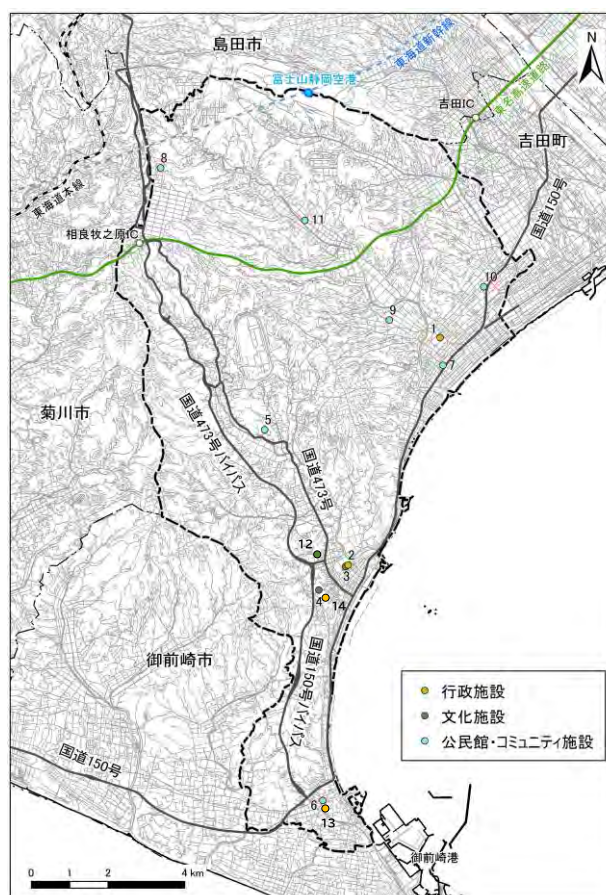 島田市
東海道新幹線
N
富士山静岡空港
東名高速道路
吉田IC
吉田町
8
東海道本線
国道150号
11
相良牧之原IC
10
9
1
7
菊川市
国道473号バイパス
5
国道473号
12
2
3
4
14
御前崎市
国道150号バイパス
行政施設
文化施設
公民館・コミュニティ施設
国道150号
6
13
御前崎港
0 1 2 4 km